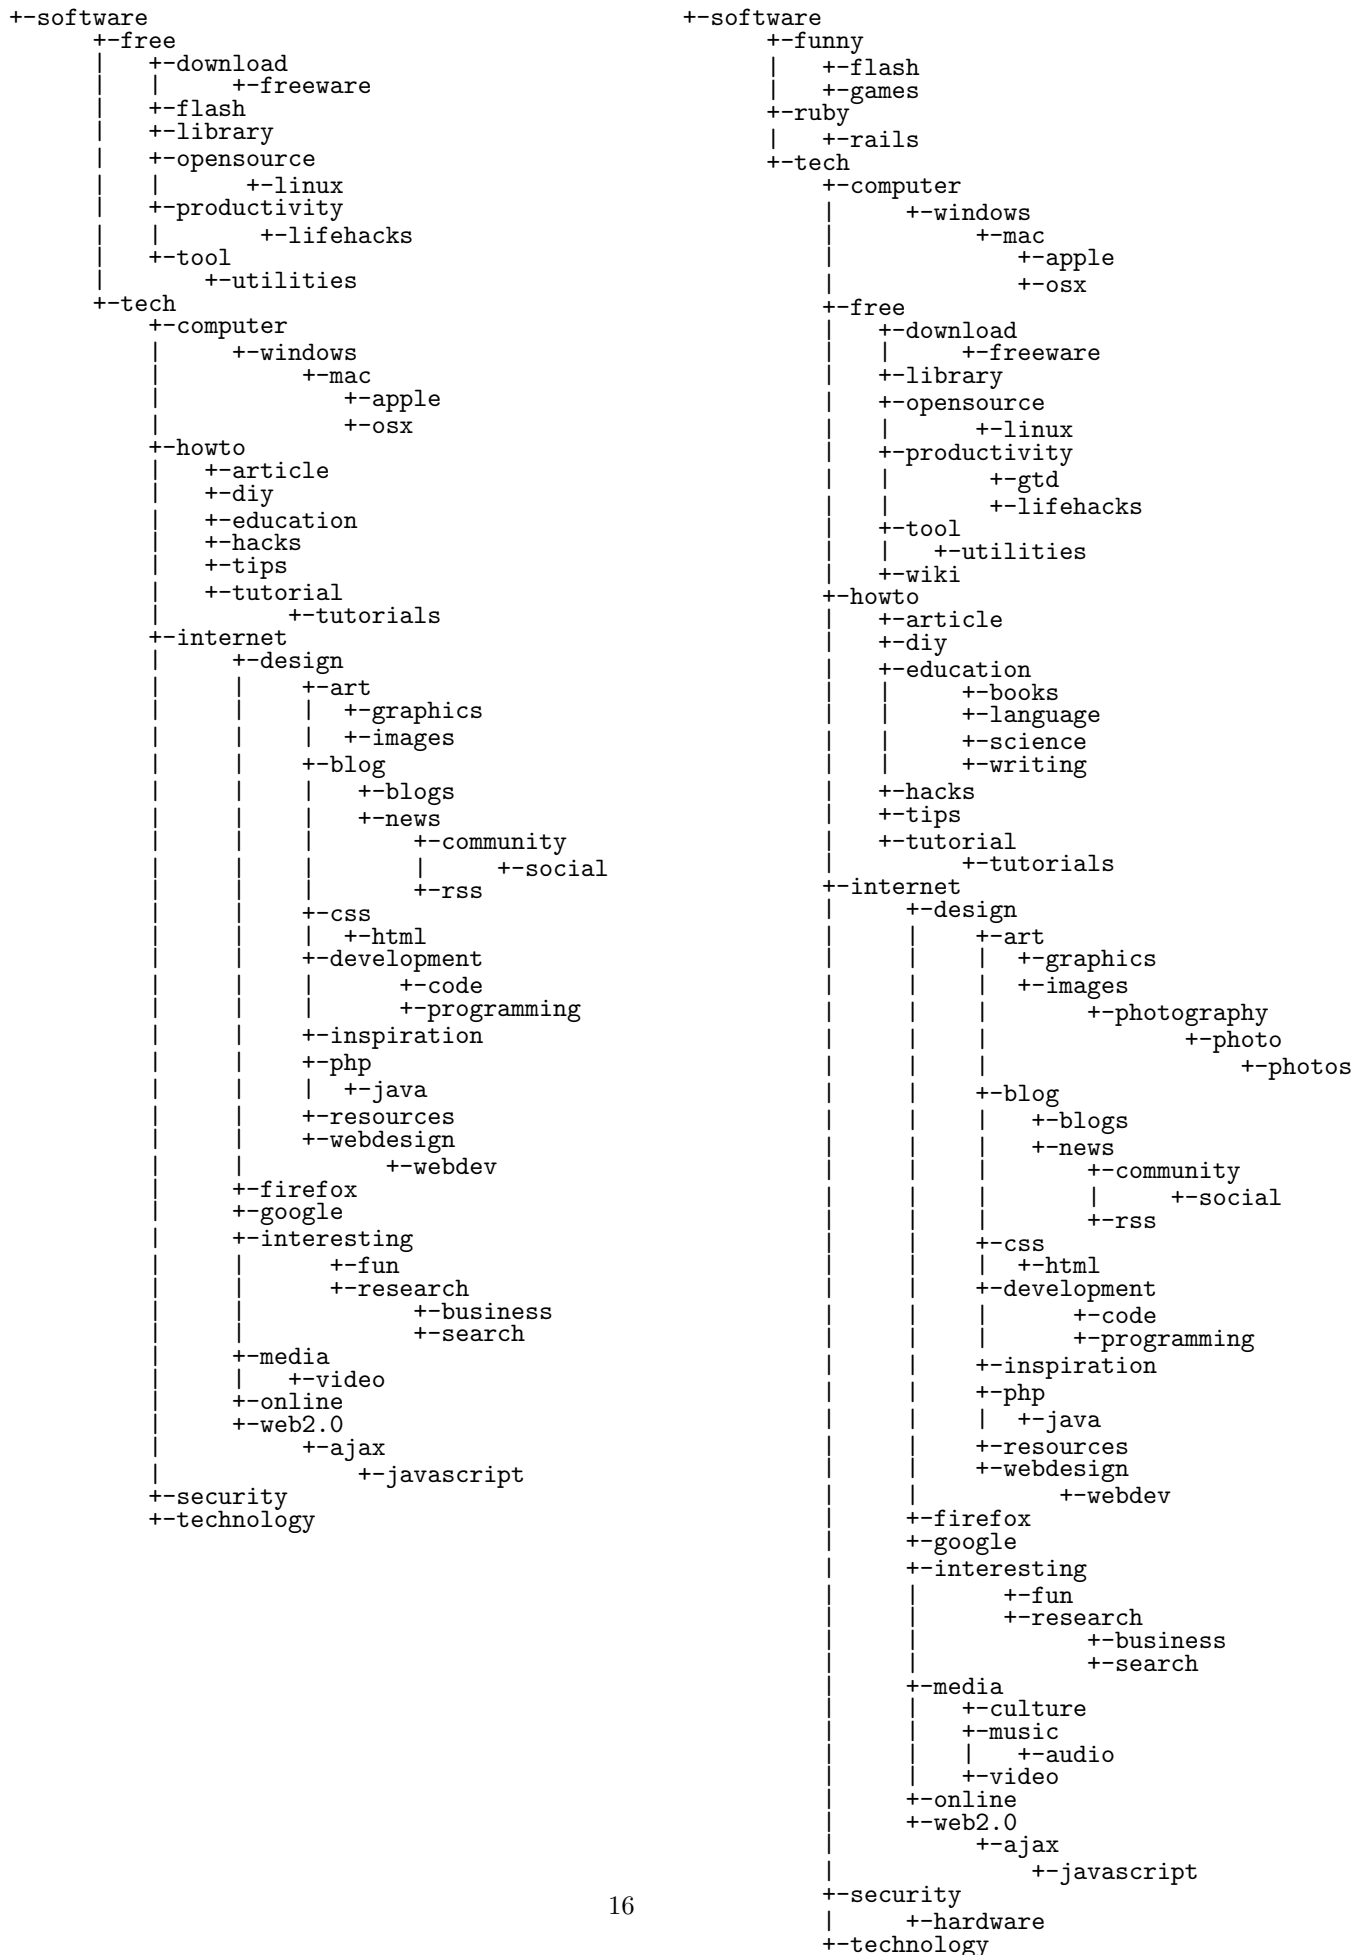 +-software
      +-free
      |   +-download
      |   |     +-freeware
      |   +-flash
      |   +-library
      |   +-opensource
      |   |      +-linux
      |   +-productivity
      |   |       +-lifehacks
      |   +-tool
      |       +-utilities
      +-tech
          +-computer
          |     +-windows
          |          +-mac
          |             +-apple
          |             +-osx
          +-howto
          |   +-article
          |   +-diy
          |   +-education
          |   +-hacks
          |   +-tips
          |   +-tutorial
          |         +-tutorials
          +-internet
          |     +-design
          |     |    +-art
          |     |    |  +-graphics
          |     |    |  +-images
          |     |    +-blog
          |     |    |   +-blogs
          |     |    |   +-news
          |     |    |       +-community
          |     |    |       |     +-social
          |     |    |       +-rss
          |     |    +-css
          |     |    |  +-html
          |     |    +-development
          |     |    |      +-code
          |     |    |      +-programming
          |     |    +-inspiration
          |     |    +-php
          |     |    |  +-java
          |     |    +-resources
          |     |    +-webdesign
          |     |          +-webdev
          |     +-firefox
          |     +-google
          |     +-interesting
          |     |      +-fun
          |     |      +-research
          |     |            +-business
          |     |            +-search
          |     +-media
          |     |   +-video
          |     +-online
          |     +-web2.0
          |          +-ajax
          |              +-javascript
          +-security
          +-technology
+-software
      +-funny
      |   +-flash
      |   +-games
      +-ruby
      |   +-rails
      +-tech
          +-computer
          |     +-windows
          |          +-mac
          |             +-apple
          |             +-osx
          +-free
          |   +-download
          |   |     +-freeware
          |   +-library
          |   +-opensource
          |   |      +-linux
          |   +-productivity
          |   |       +-gtd
          |   |       +-lifehacks
          |   +-tool
          |   |   +-utilities
          |   +-wiki
          +-howto
          |   +-article
          |   +-diy
          |   +-education
          |   |     +-books
          |   |     +-language
          |   |     +-science
          |   |     +-writing
          |   +-hacks
          |   +-tips
          |   +-tutorial
          |         +-tutorials
          +-internet
          |     +-design
          |     |    +-art
          |     |    |  +-graphics
          |     |    |  +-images
          |     |    |       +-photography
          |     |    |              +-photo
          |     |    |                  +-photos
          |     |    +-blog
          |     |    |   +-blogs
          |     |    |   +-news
          |     |    |       +-community
          |     |    |       |     +-social
          |     |    |       +-rss
          |     |    +-css
          |     |    |  +-html
          |     |    +-development
          |     |    |      +-code
          |     |    |      +-programming
          |     |    +-inspiration
          |     |    +-php
          |     |    |  +-java
          |     |    +-resources
          |     |    +-webdesign
          |     |          +-webdev
          |     +-firefox
          |     +-google
          |     +-interesting
          |     |      +-fun
          |     |      +-research
          |     |            +-business
          |     |            +-search
          |     +-media
          |     |   +-culture
          |     |   +-music
          |     |   |   +-audio
          |     |   +-video
          |     +-online
          |     +-web2.0
          |          +-ajax
          |              +-javascript
          +-security
          |     +-hardware
          +-technology
16